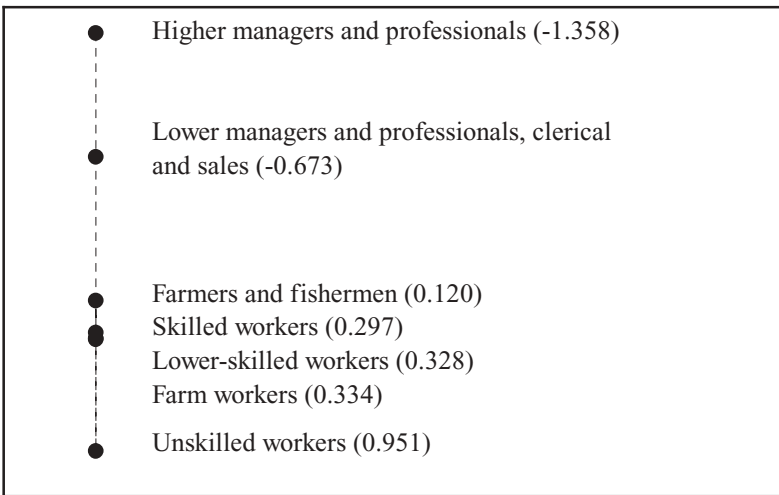 Higher managers and professionals (-1.358)
Lower managers and professionals, clerical
and sales (-0.673)
Farmers and fishermen (0.120)
Skilled workers (0.297)
Lower-skilled workers (0.328)
Farm workers (0.334)
Unskilled workers (0.951)